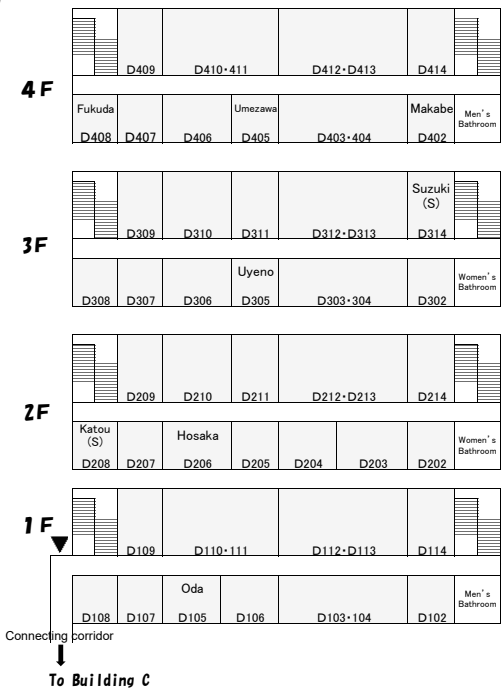 4F
D409 D410・411 D412・D413 D414
Fukuda Umezawa Makabe Men's
Bathroom
D408 D407 D406 D405 D403・404 D402
3F
Suzuki
(S)
D309 D310 D311 D312・D313 D314
Uyeno Women's
Bathroom
D308 D307 D306 D305 D303・304 D302
2F
D209 D210 D211 D212・D213 D214
Katou
(S) Hosaka Women's
Bathroom
D208 D207 D206 D205 D204 D203 D202
1F
D109 D110・111 D112・D113 D114
Oda Men's
Bathroom
D108 D107 D105 D106 D103・104 D102
Connecting corridor
To Building C